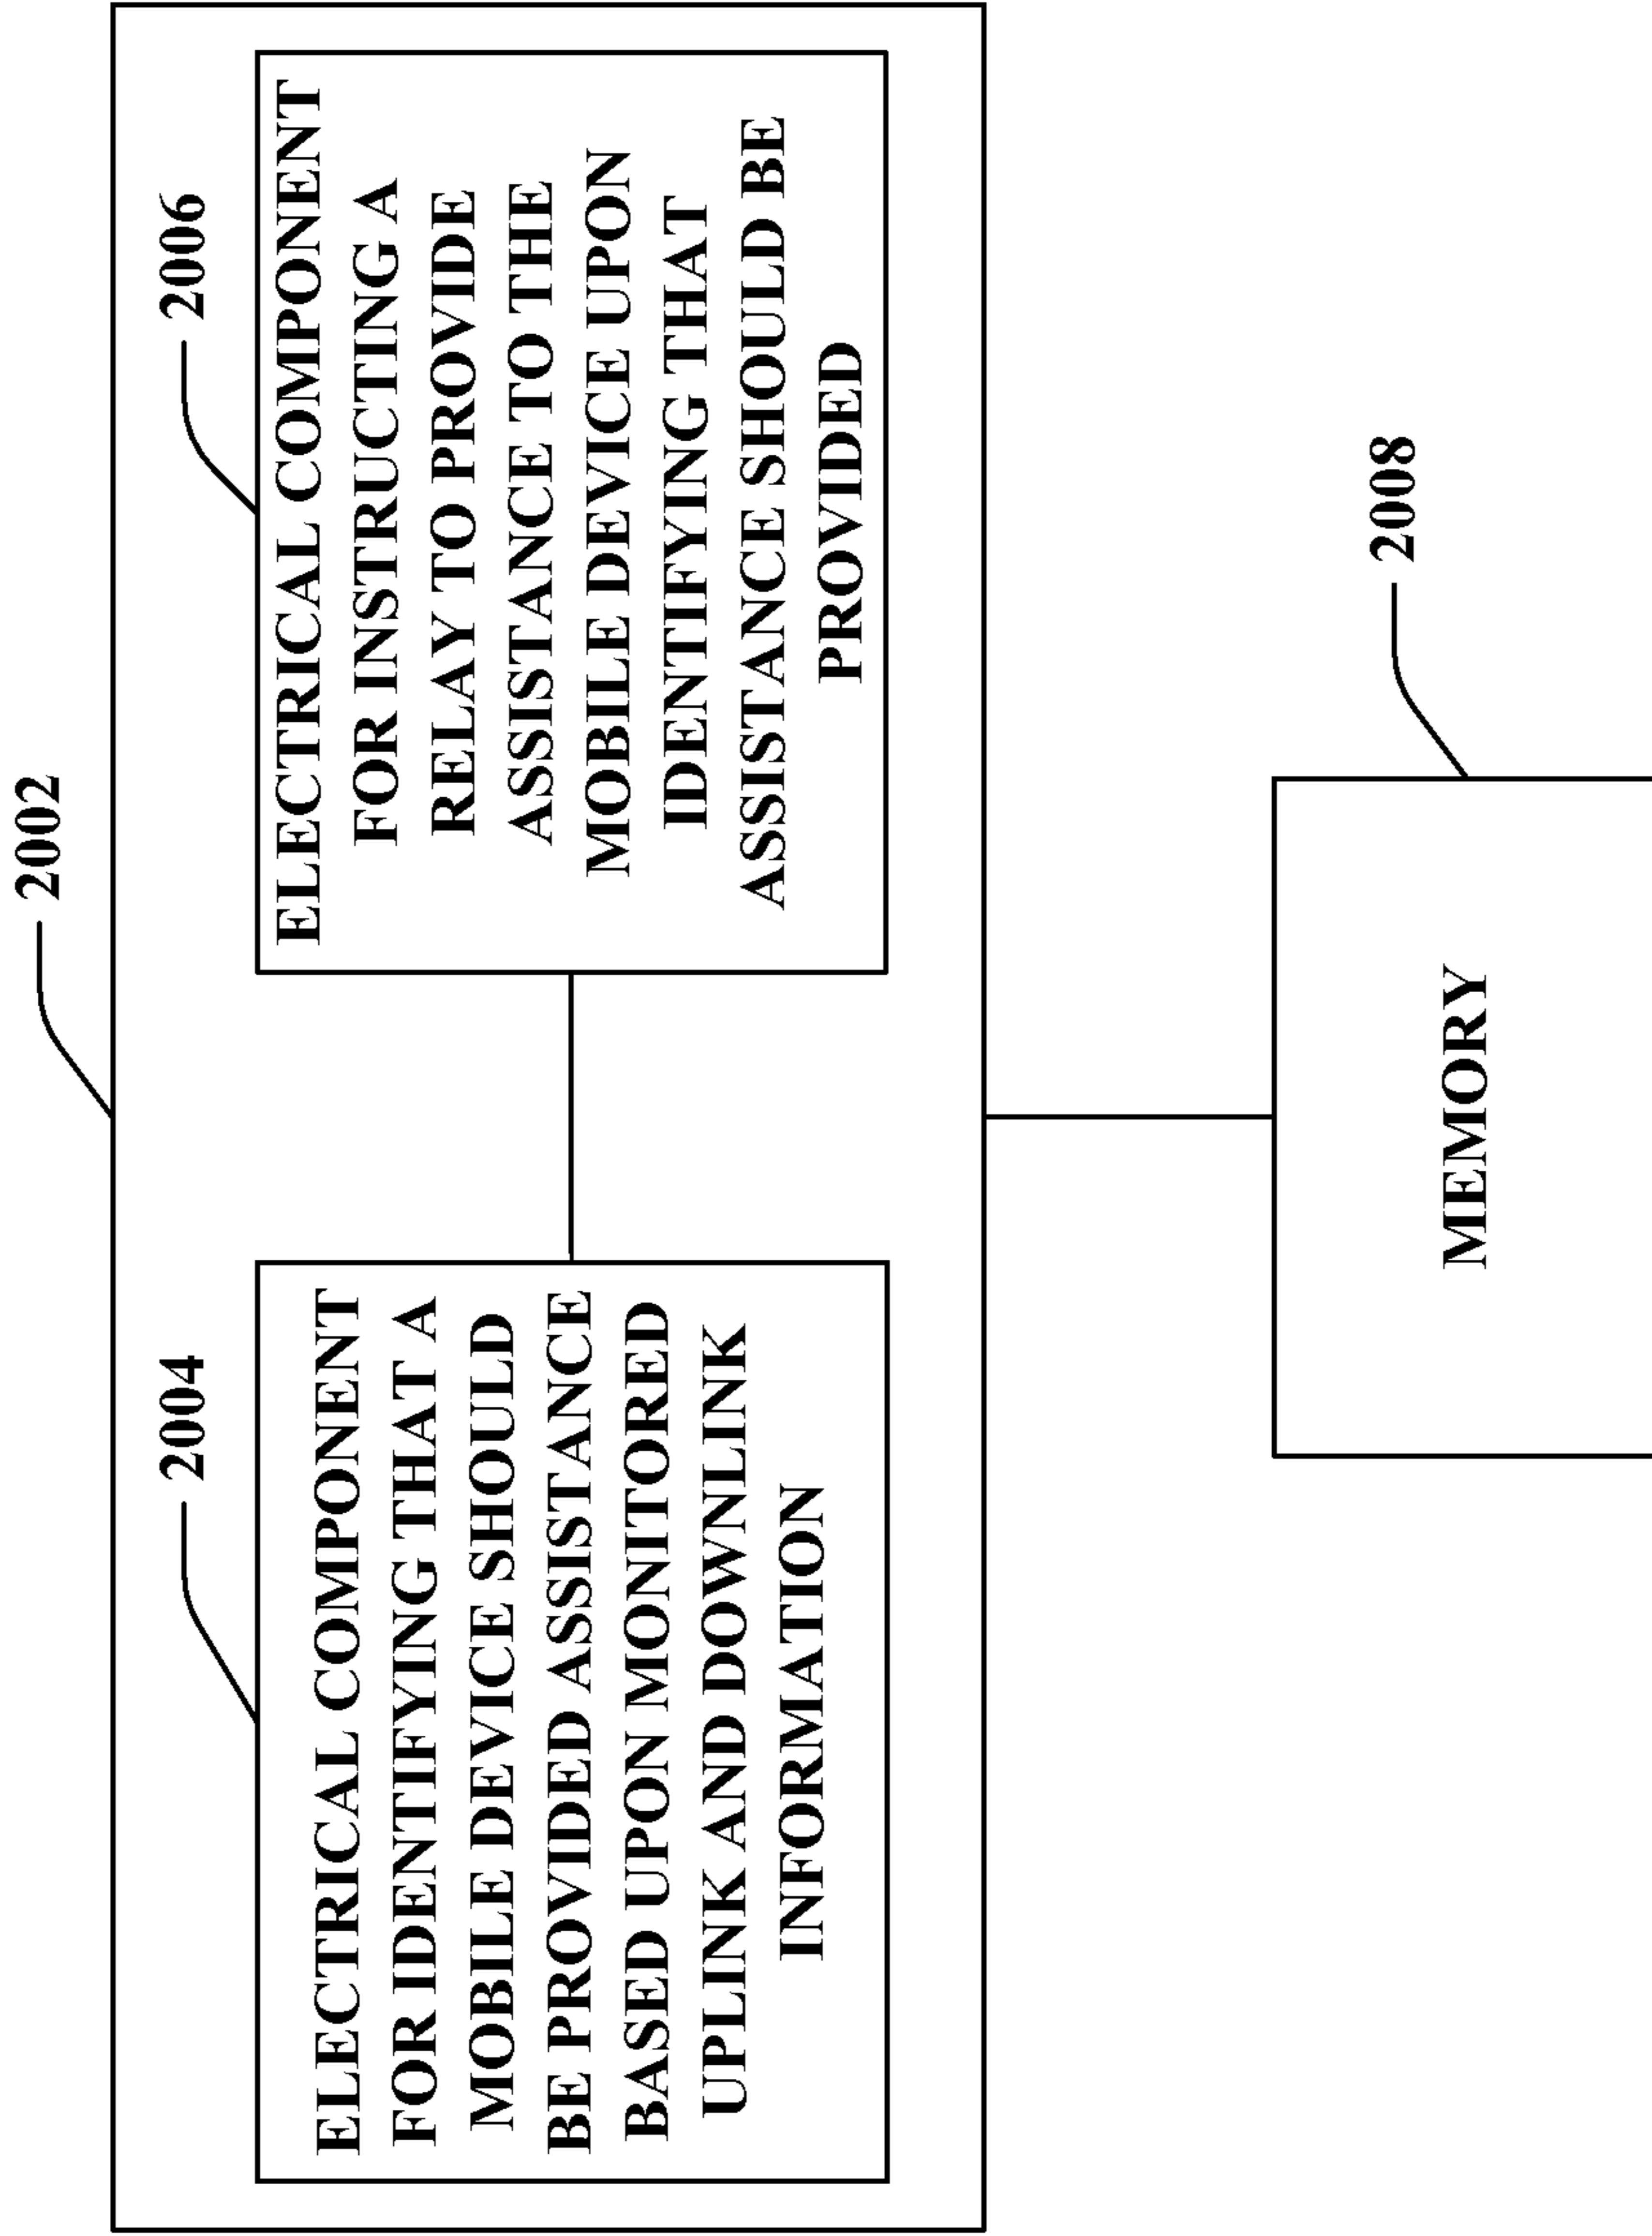 2002
2004
ELECTRICAL COMPONENT
FOR IDENTIFYING THAT A
MOBILE DEVICE SHOULD
BE PROVIDED ASSISTANCE
BASED UPON MONITORED
UPLINK AND DOWNLINK
INFORMATION
2006
ELECTRICAL COMPONENT
FOR INSTRUCTING A
RELAY TO PROVIDE
ASSISTANCE TO THE
MOBILE DEVICE UPON
IDENTIFYING THAT
ASSISTANCE SHOULD BE
PROVIDED
2008
MEMORY